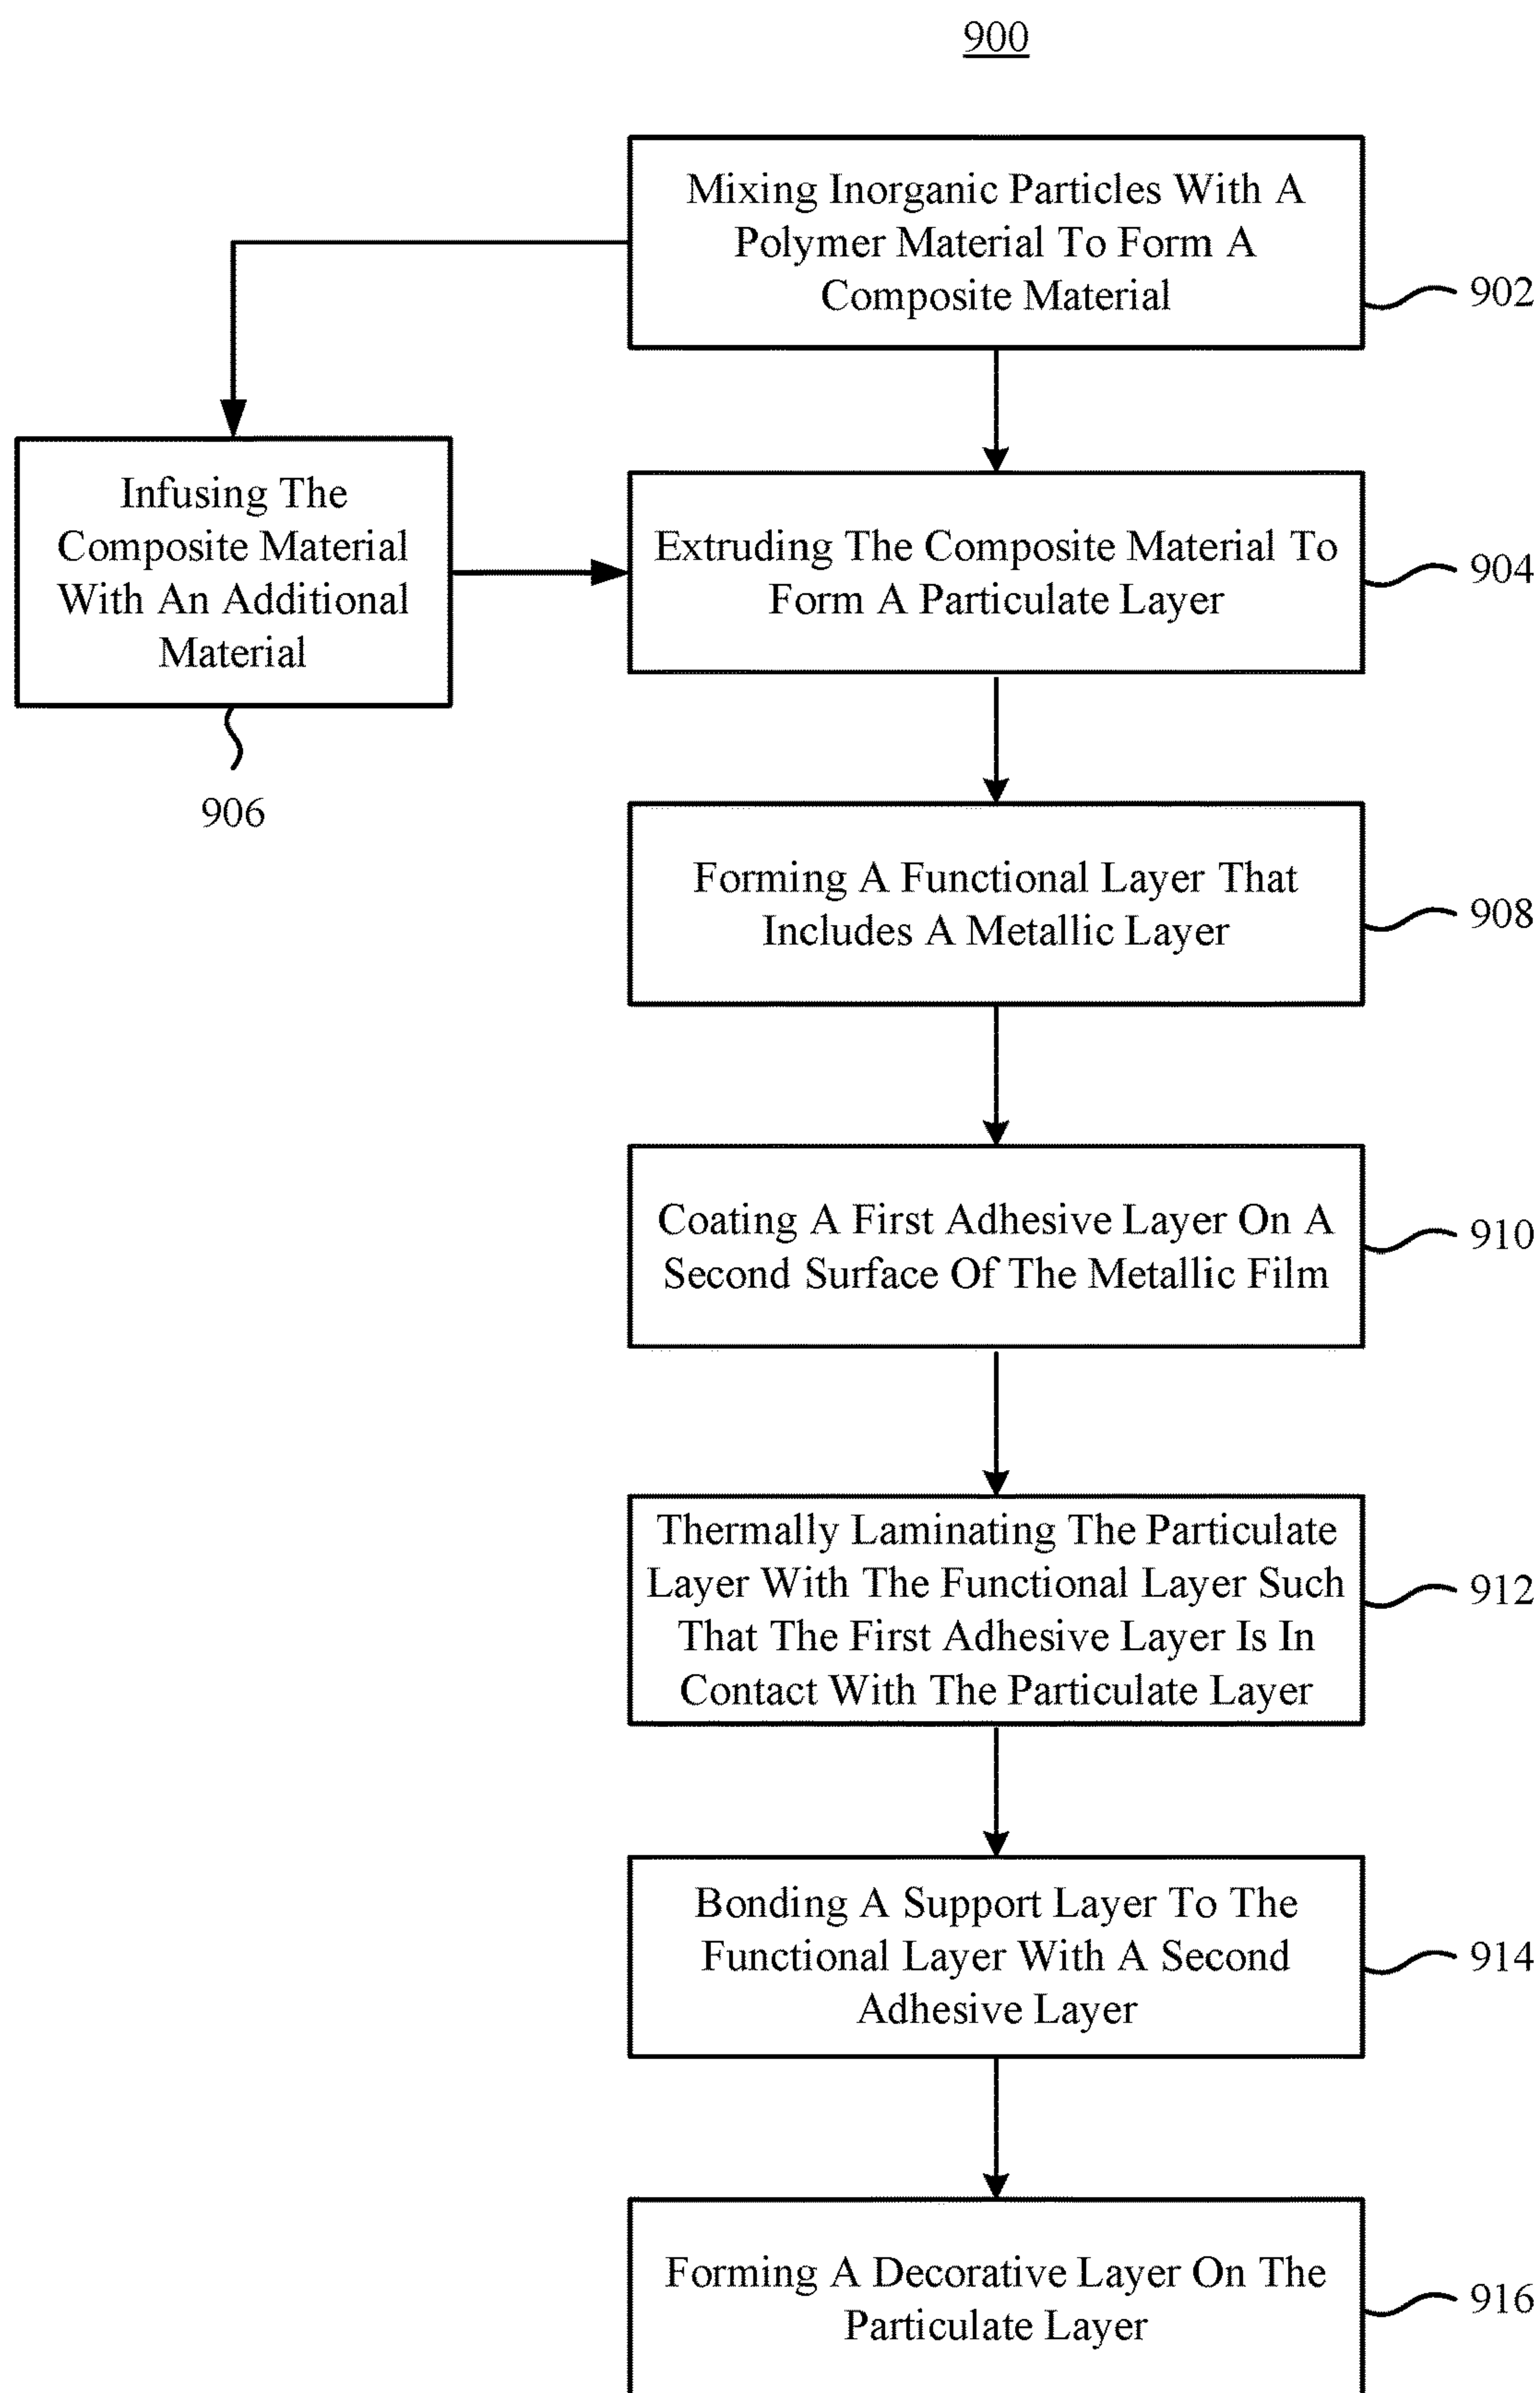 900
Mixing Inorganic Particles With A
Polymer Material To Form A
Composite Material
902
Infusing The
Composite Material
With An Additional
Material
906
Extruding The Composite Material To
Form A Particulate Layer
904
Forming A Functional Layer That
Includes A Metallic Layer
908
Coating A First Adhesive Layer On A
Second Surface Of The Metallic Film
910
Thermally Laminating The Particulate
Layer With The Functional Layer Such
That The First Adhesive Layer Is In
Contact With The Particulate Layer
912
Bonding A Support Layer To The
Functional Layer With A Second
Adhesive Layer
914
Forming A Decorative Layer On The
Particulate Layer
916